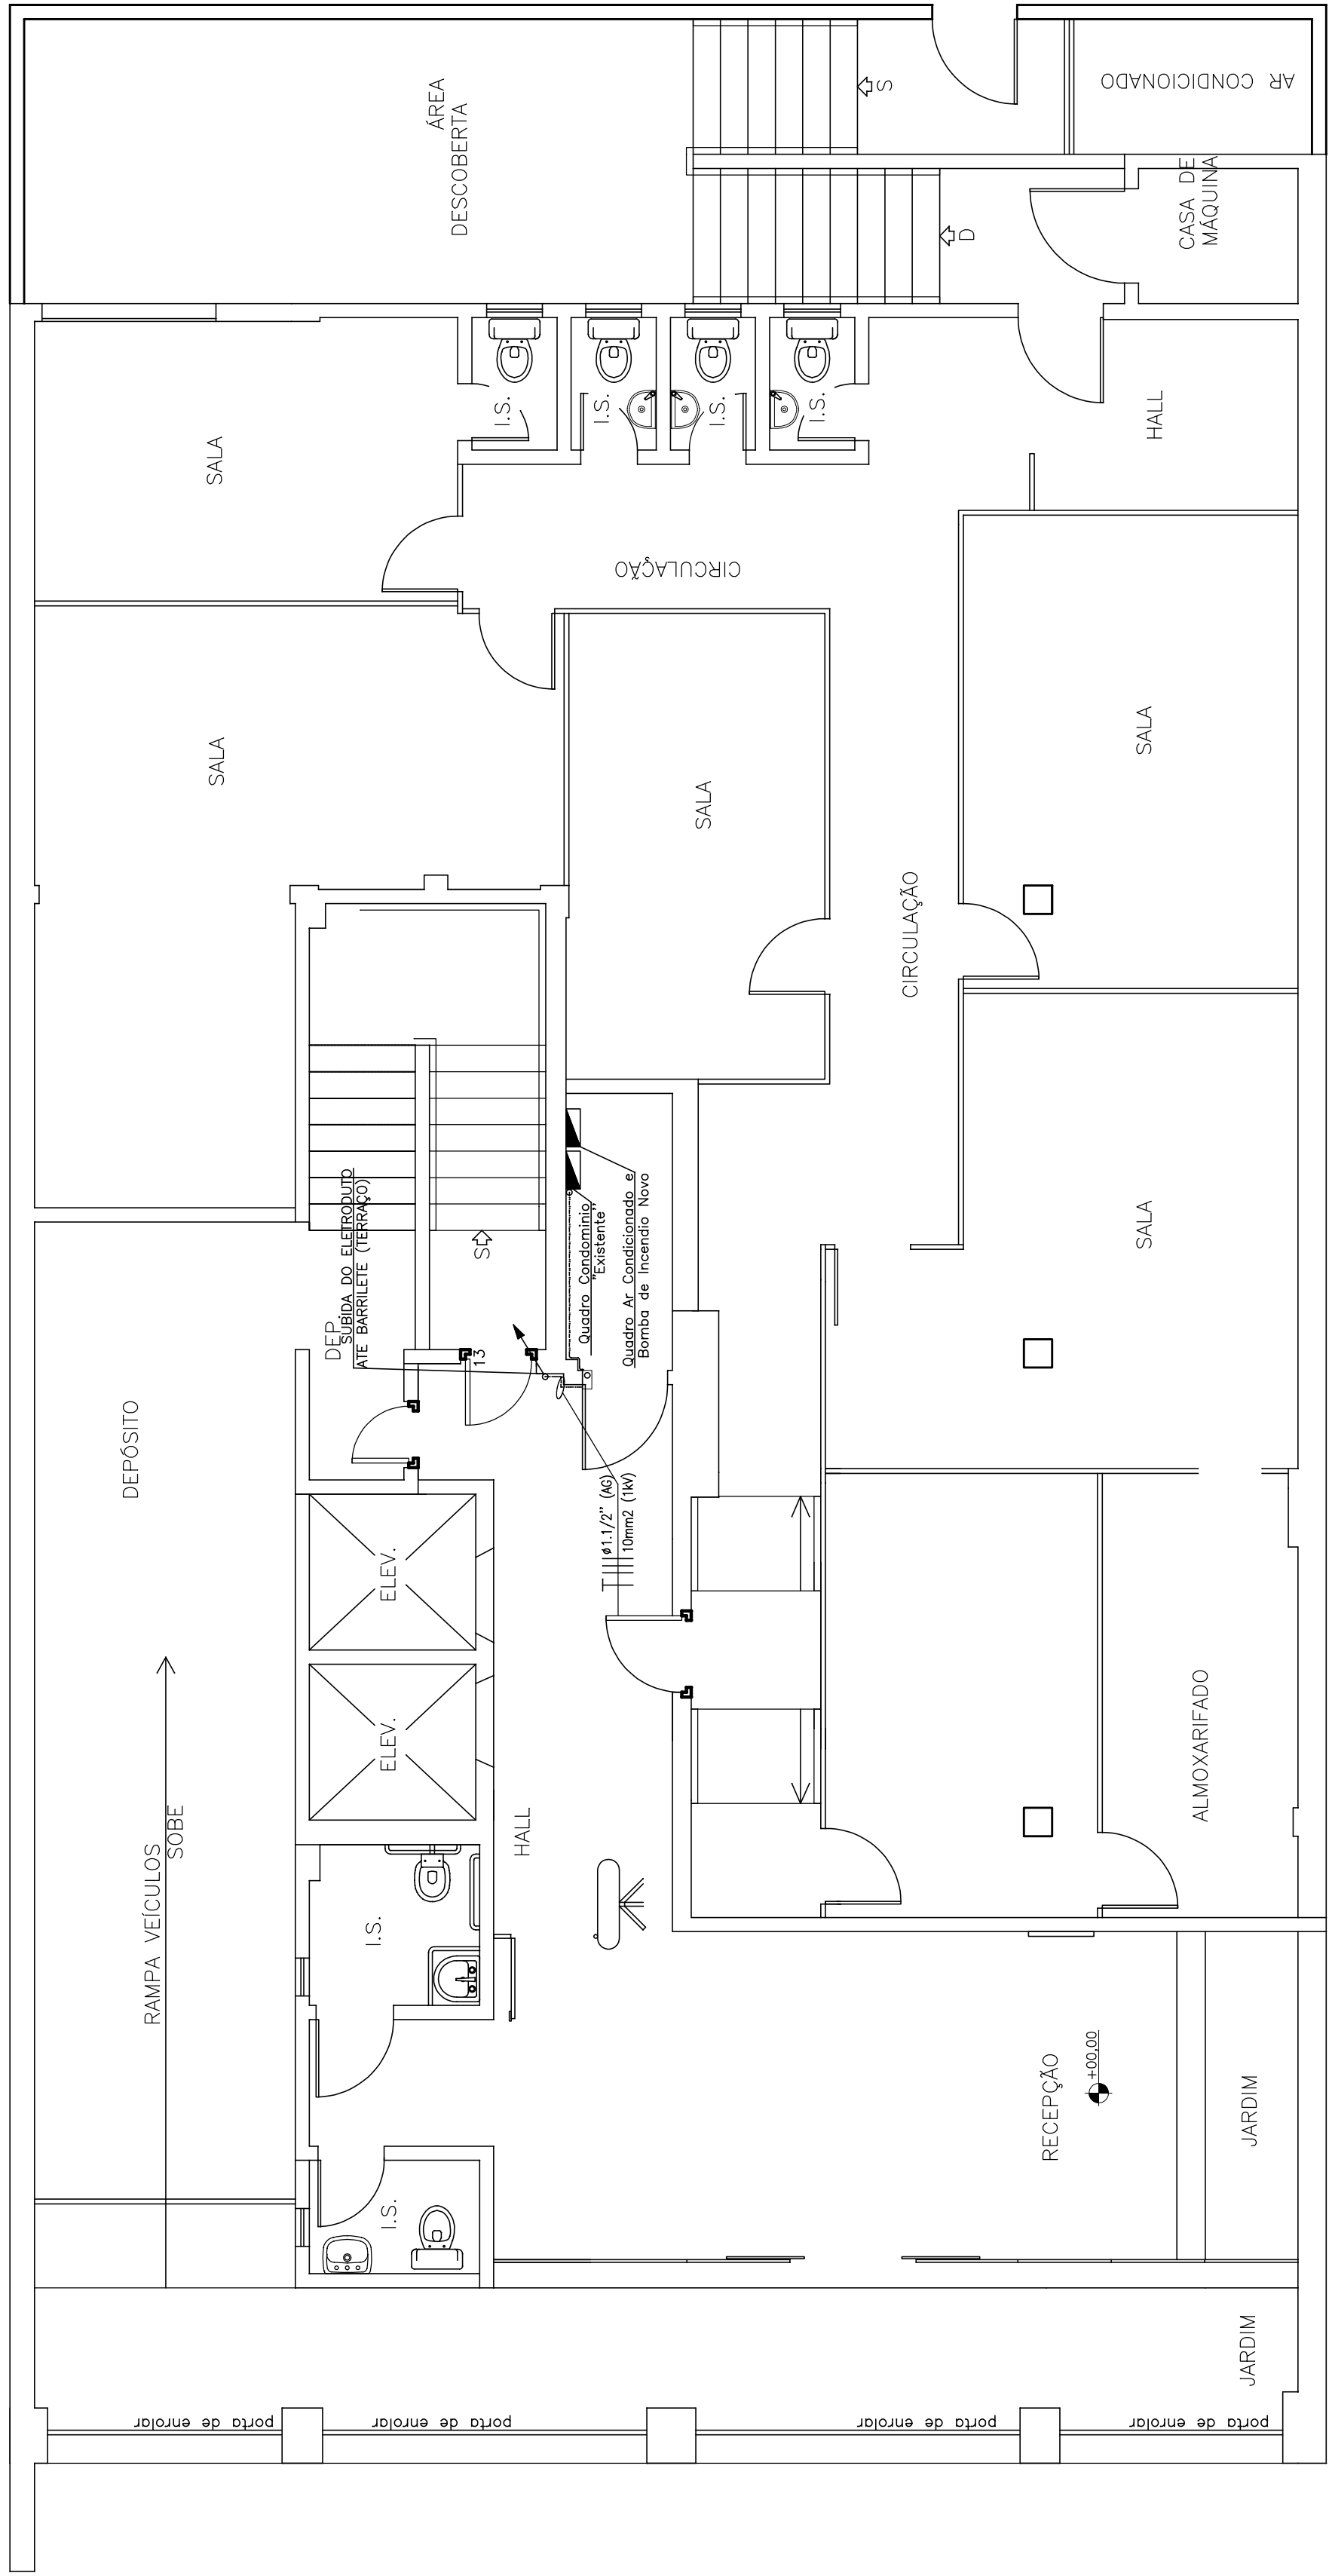 AR CONDICIONADO
ÁREA
DESCOBERTA
S
CASA DE
MÁQUINA
D
I.S.
I.S.
I.S.
I.S.
HALL
SALA
CIRCULAÇÃO
SALA
SALA
SALA
CIRCULAÇÃO
SALA
S
DEP.
SUBIDA DO ELETRODUTO
ATE BARRILETE (TERRAÇO)
Quadro Condominio
"Existente"
Quadro Ar Condicionado e
Bomba de Incendio Novo
13
DEPÓSITO
ø1.1/2" (AG)
10mm2 (1kV)
ELEV.
ELEV.
ALMOXARIFADO
RAMPA VEÍCULOS
SOBE
HALL
I.S.
RECEPÇÃO
+00,00
JARDIM
I.S.
JARDIM
porta de enrolar
porta de enrolar
porta de enrolar
porta de enrolar